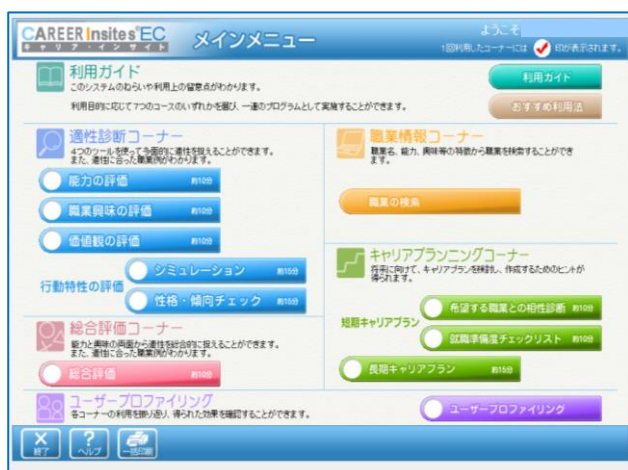 CAREER Insites EC
キャリア・インサイト
メインメニュー
ようこそ
1回利用したコーナーには 印が表示されます。
利用ガイド
このシステムのねらいや利用上の留意点がわかります。
利用目的に応じて7つのコースのいずれかを選び、一連のプログラムとして
実施することができます。
利用ガイド
おすすめ利用法
適性診断コーナー
4つのツールを使って多面的に適性を捉えることができます。
また、適性に合った職業例がわかります。
能力の評価 約10分
職業興味の評価 約10分
価値観の評価 約10分
行動特性の評価
シミュレーション 約15分
性格・傾向チェック 約15分
総合評価コーナー
能力と興味の両面から適性を総合的に捉えることができます。
また、適性に合った職業例がわかります。
総合評価 約10分
職業情報コーナー
職業名、能力、興味等の特徴から職業を検索することができ
ます。
職業の検索
キャリアプランニングコーナー
将来に向けて、キャリアプランを検討し、作成するためのヒントが
得られます。
短期キャリアプラン
希望する職業との相性診断 約10分
就職準備度チェックリスト 約10分
長期キャリアプラン 約15分
ユーザープロファイリング
各コーナーの利用を振り返り、得られた効果を確認することができます。
ユーザープロファイリング
終了
ヘルプ
一括印刷